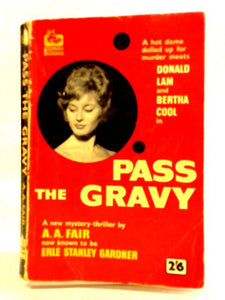 PASS THE GRAVY A.A. FAIR
BOOKS
A hot dame
dolled up for
murder meets
DONALD
LAM
and
BERTHA
COOL
in
PASS
THE GRAVY
A new mystery-thriller by
A. A. FAIR
now known to be
ERLE STANLEY GARDNER
2'6